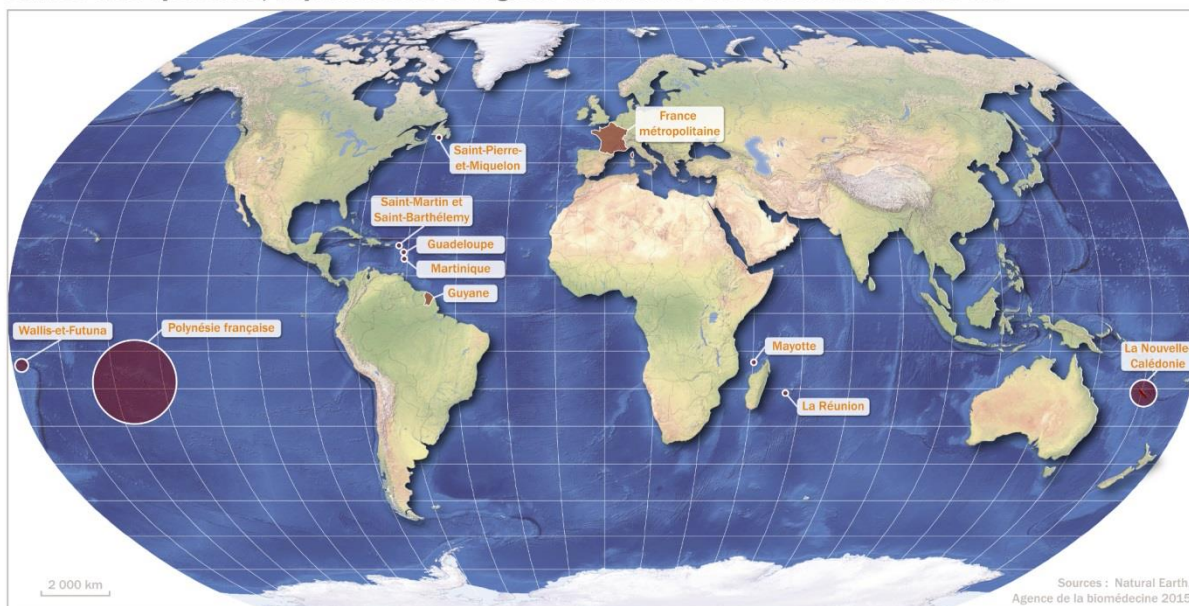 France
métropolitaine
Saint-Pierre-
et-Miquelon
Saint-Martin et
Saint-Barthélemy
Guadeloupe
Martinique
Guyane
Wallis-et-Futuna
Polynésie française
Mayotte
La Nouvelle-
Calédonie
La Réunion
2 000 km
Sources : Natural Earth,
Agence de la biomédecine 2015